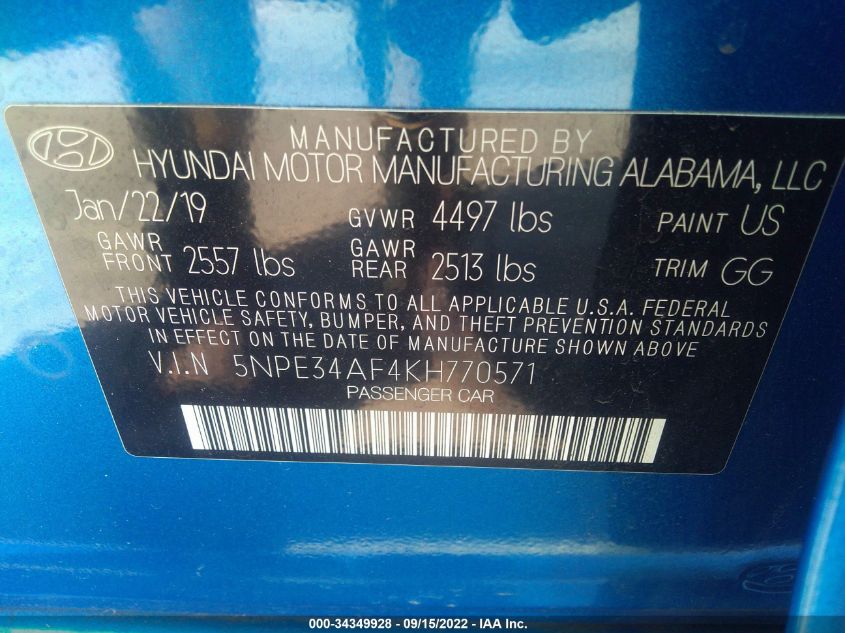 MANUFACTURED BY
HYUNDAI MOTOR MANUFACTURING ALABAMA, LLC
Jan/22/19 GVWR 4497 lbs PAINT US
GAWR FRONT 2557 lbs GAWR REAR 2513 lbs TRIM GG
THIS VEHICLE CONFORMS TO ALL APPLICABLE U.S.A. FEDERAL
MOTOR VEHICLE SAFETY, BUMPER, AND THEFT PREVENTION STANDARDS
IN EFFECT ON THE DATE OF MANUFACTURE SHOWN ABOVE
V.I.N 5NPE34AF4KH770571
PASSENGER CAR
000-34349928 - 09/15/2022 - IAA Inc.